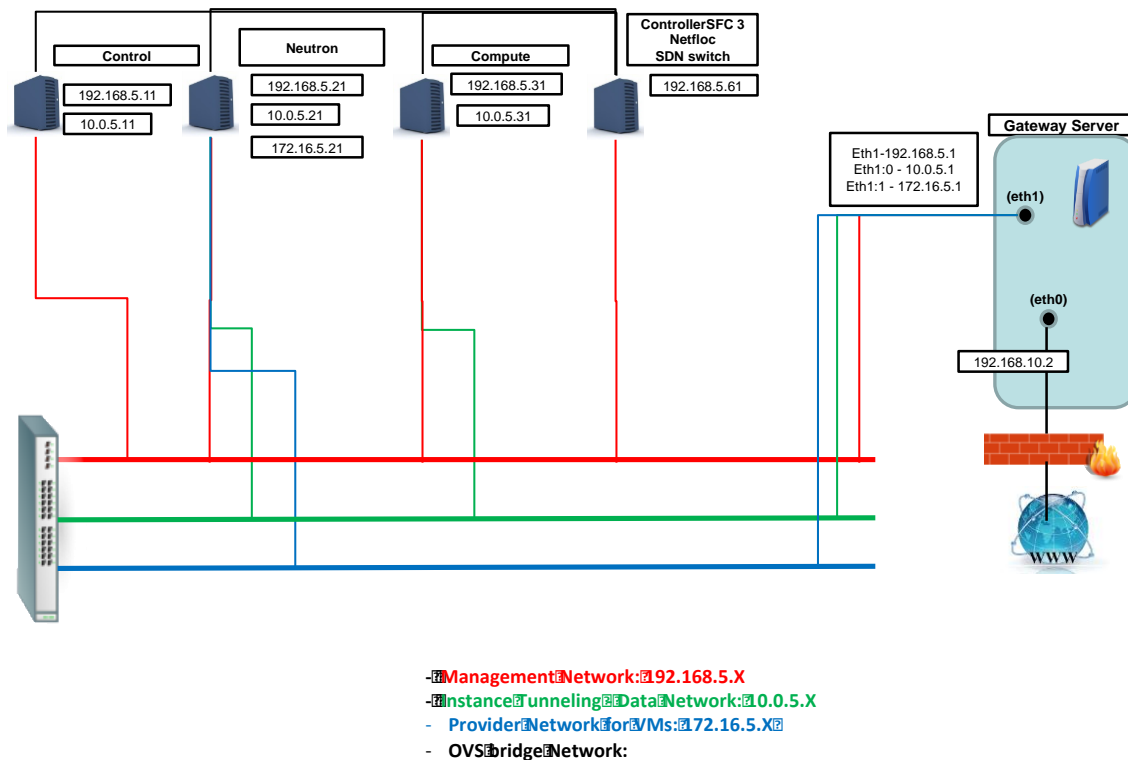 ControllerSFC 3
Netfloc
SDN switch
Control
Neutron
Compute
192.168.5.11
10.0.5.11
192.168.5.21
10.0.5.21
172.16.5.21
192.168.5.31
10.0.5.31
192.168.5.61
Gateway Server
Eth1-192.168.5.1
Eth1:0 - 10.0.5.1
Eth1:1 - 172.16.5.1
(eth1)
(eth0)
192.168.10.2
WWW
- Management Network: 192.168.5.X
- Instance Tunneling Data Network: 10.0.5.X
- Provider Network for VMs: 172.16.5.X
- OVS bridge Network: